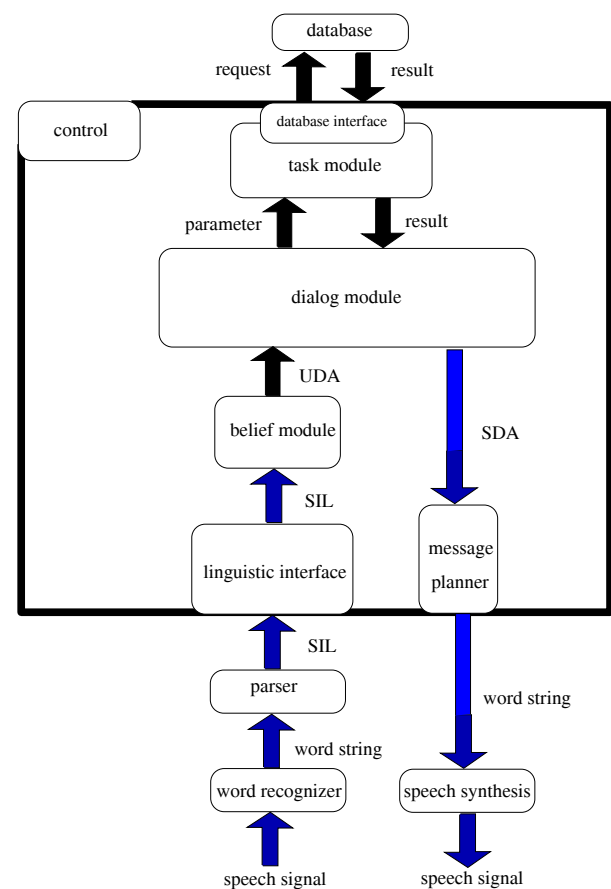 database
request
result
control
database interface
task module
parameter
result
dialog module
UDA
belief module
SDA
SIL
message
planner
linguistic interface
SIL
parser
word string
word string
word recognizer
speech synthesis
speech signal
speech signal